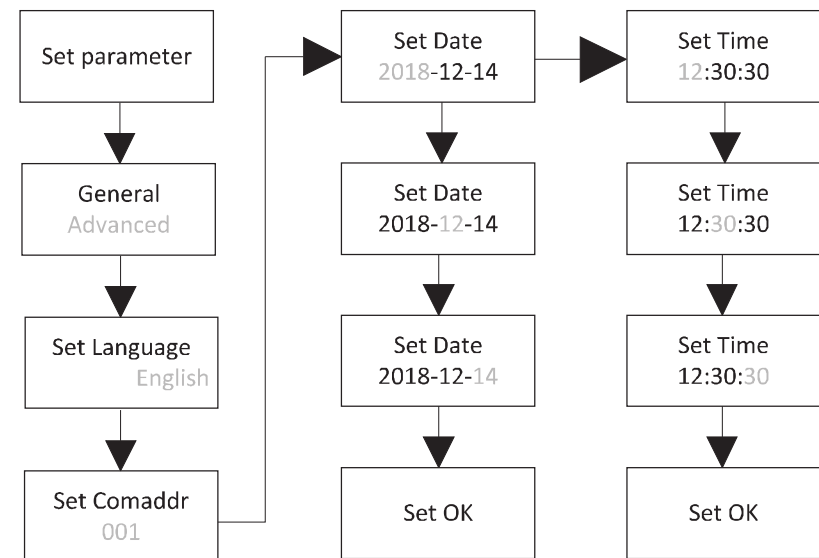 Set parameter
General
Advanced
Set Language
English
Set Comaddr
001
Set Date
2018-12-14
Set Date
2018-12-14
Set Date
2018-12-14
Set OK
Set Time
12:30:30
Set Time
12:30:30
Set Time
12:30:30
Set OK